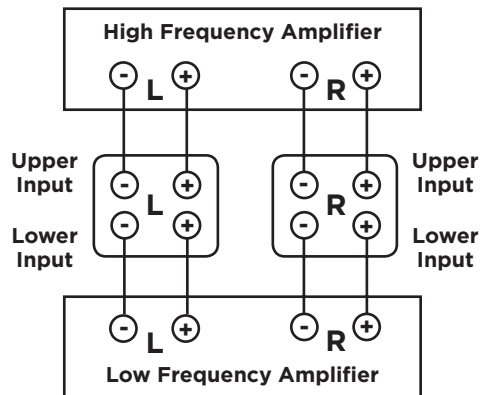 High Frequency Amplifier
- L + - R +
Upper
Input
- L + - R +
Upper
Input
Lower
Input
- + - +
Lower
Input
- L + - R +
Low Frequency Amplifier